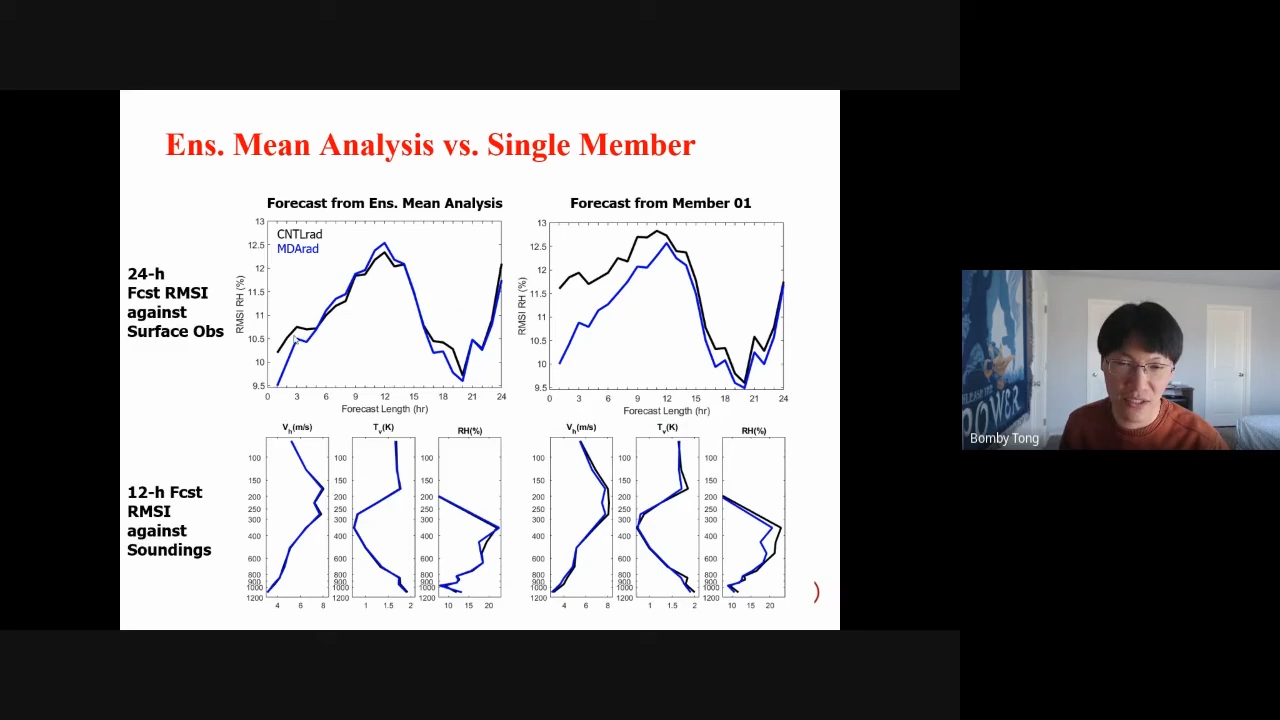 Ens. Mean Analysis vs. Single Member
Forecast from Ens. Mean Analysis
Forecast from Member 01
24-h
Fcst RMSI
against
Surface Obs
CNTLrad
MDArad
RMSI RH (%)
13
12.5
12
11.5
11
10.5
10
9.5
0 3 6 9 12 15 18 21 24
Forecast Length (hr)
RMSI RH (%)
13
12.5
12
11.5
11
10.5
10
9.5
0 3 6 9 12 15 18 21 24
Forecast Length (hr)
12-h Fcst
RMSI
against
Soundings
Vh(m/s)
100
150
200
250
300
400
600
800
900
1000
1200
4 6 8
Tv(K)
100
150
200
250
300
400
600
800
900
1000
1200
1 1.5 2
RH(%)
100
150
200
250
300
400
600
800
900
1000
1200
10 15 20
Vh(m/s)
100
150
200
250
300
400
600
800
900
1000
1200
4 6 8
Tv(K)
100
150
200
250
300
400
600
800
900
1000
1200
1 1.5 2
RH(%)
100
150
200
250
300
400
600
800
900
1000
1200
10 15 20
)
POWER
Bomby Tong